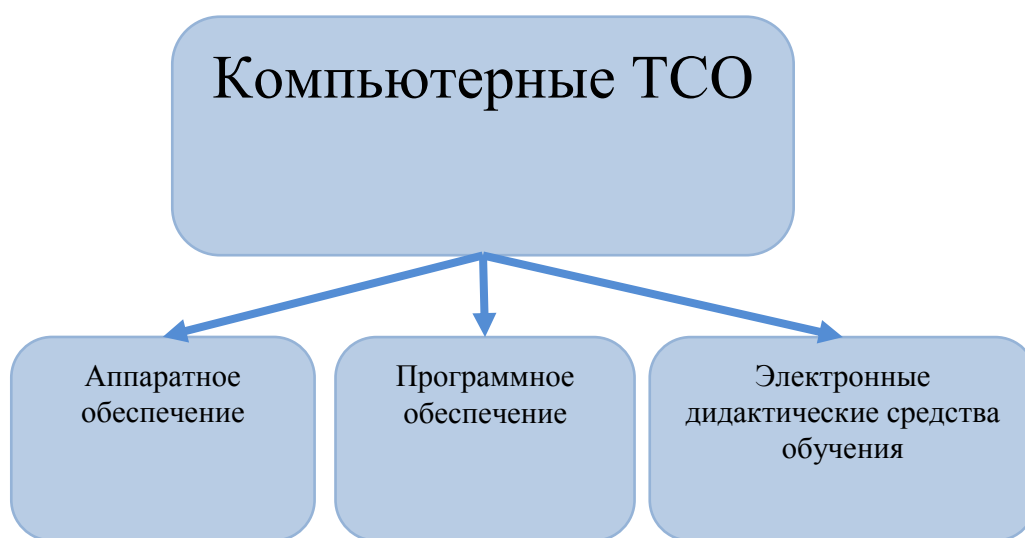 Компьютерные ТСО
Аппаратное
обеспечение
Программное
обеспечение
Электронные
дидактические средства
обучения